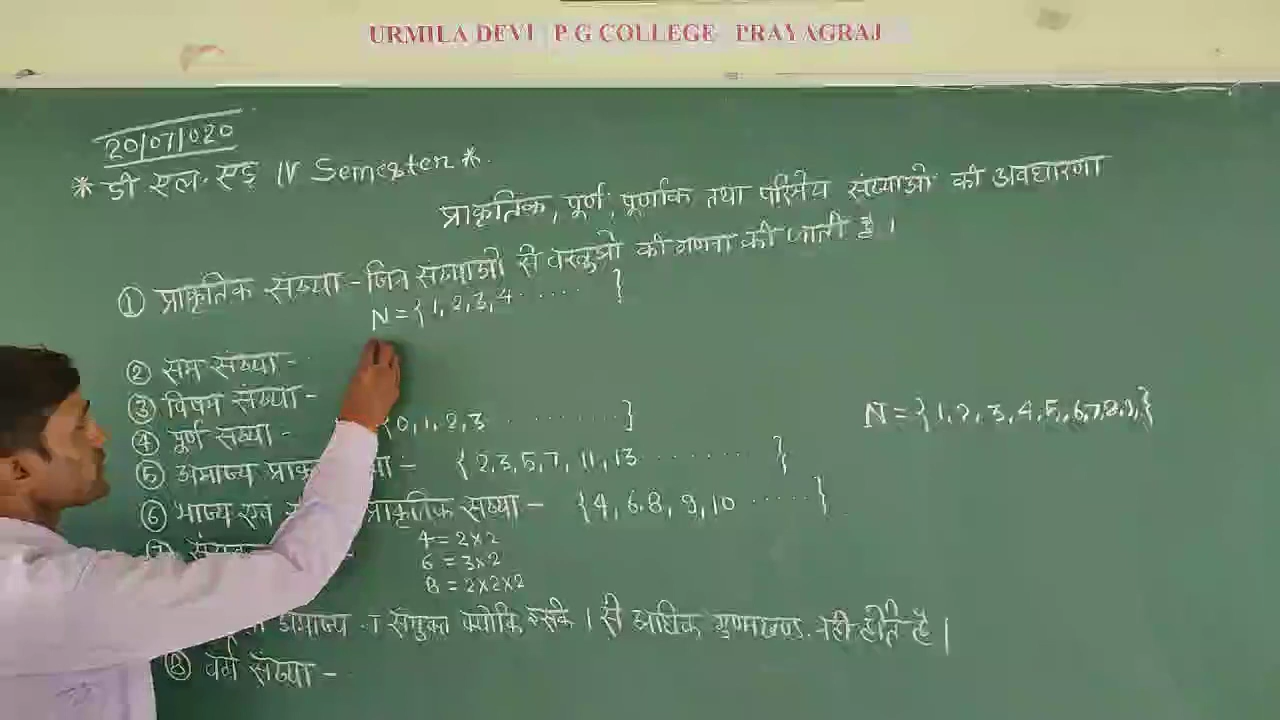 URMILA DEVI P G COLLEGE PRAYAGRAJ
20/07/020
* डी एल. एड IV Semester *
प्राकृतिक, पूर्ण, पूर्णांक तथा परिमेय संख्याओं की अवधारणा
① प्राकृतिक संख्या - जिन संख्याओं से वस्तुओं की गणना की जाती है ।
N = { 1, 2, 3, 4 ...... }
② सम संख्या -
③ विषम संख्या -
④ पूर्ण संख्या - { 0, 1, 2, 3 ........ }
N = { 1, 2, 3, 4, 5, 6, 7, 8, 9, }
⑤ अभाज्य - { 2, 3, 5, 7, 11, 13 ........ }
⑥ भाज्य एवं प्राकृतिक संख्या - { 4, 6, 8, 9, 10 ..... }
4 = 2×2
6 = 3×2
8 = 2×2×2
अभाज्य संयुक्त क्योंकि इसके 1 से अधिक गुणनखण्ड नहीं होते हैं |
⑧ वर्ग संख्या -